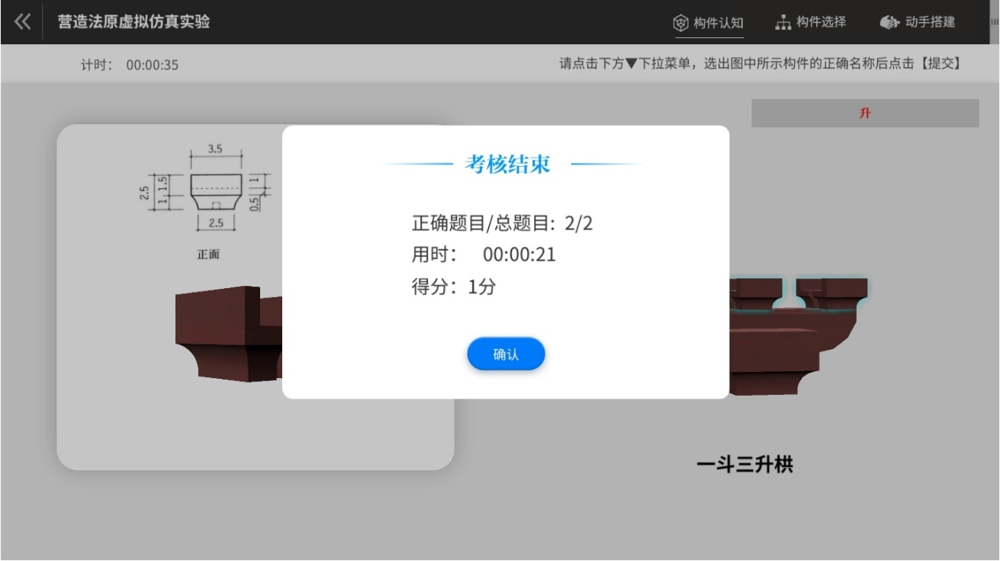 营造法原虚拟仿真实验
构件认知
构件选择
动手搭建
计时： 00:00:35
请点击下方▼下拉菜单，选出图中所示构件的正确名称后点击【提交】
升
3.5
2.5
1.5
1
1
0.5
2.5
正面
考核结束
正确题目/总题目: 2/2
用时： 00:00:21
得分：1分
确认
一斗三升栱